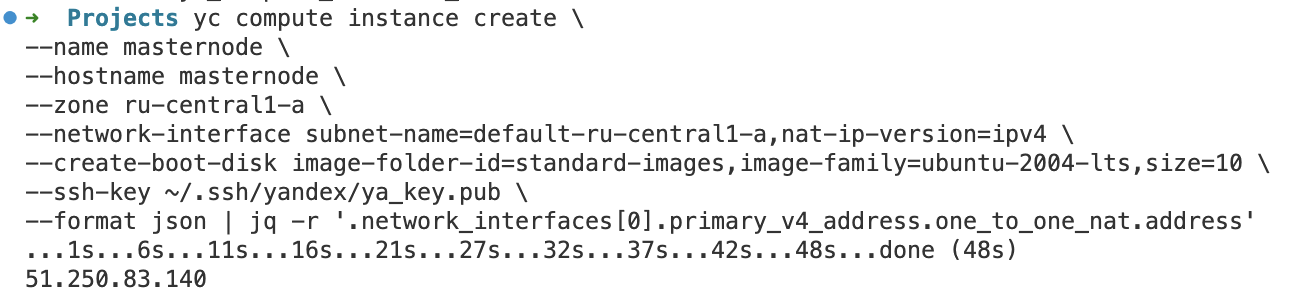 ➜  Projects yc compute instance create \
--name masternode \
--hostname masternode \
--zone ru-central1-a \
--network-interface subnet-name=default-ru-central1-a,nat-ip-version=ipv4 \
--create-boot-disk image-folder-id=standard-images,image-family=ubuntu-2004-lts,size=10 \
--ssh-key ~/.ssh/yandex/ya_key.pub \
--format json | jq -r '.network_interfaces[0].primary_v4_address.one_to_one_nat.address'
...1s...6s...11s...16s...21s...27s...32s...37s...42s...48s...done (48s)
51.250.83.140